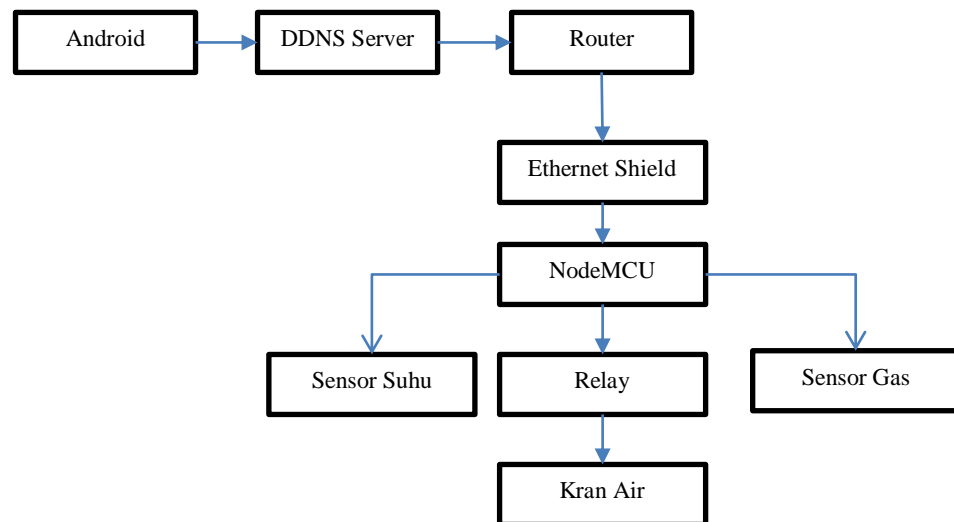 Android
DDNS Server
Router
Ethernet Shield
NodeMCU
Sensor Suhu
Relay
Sensor Gas
Kran Air